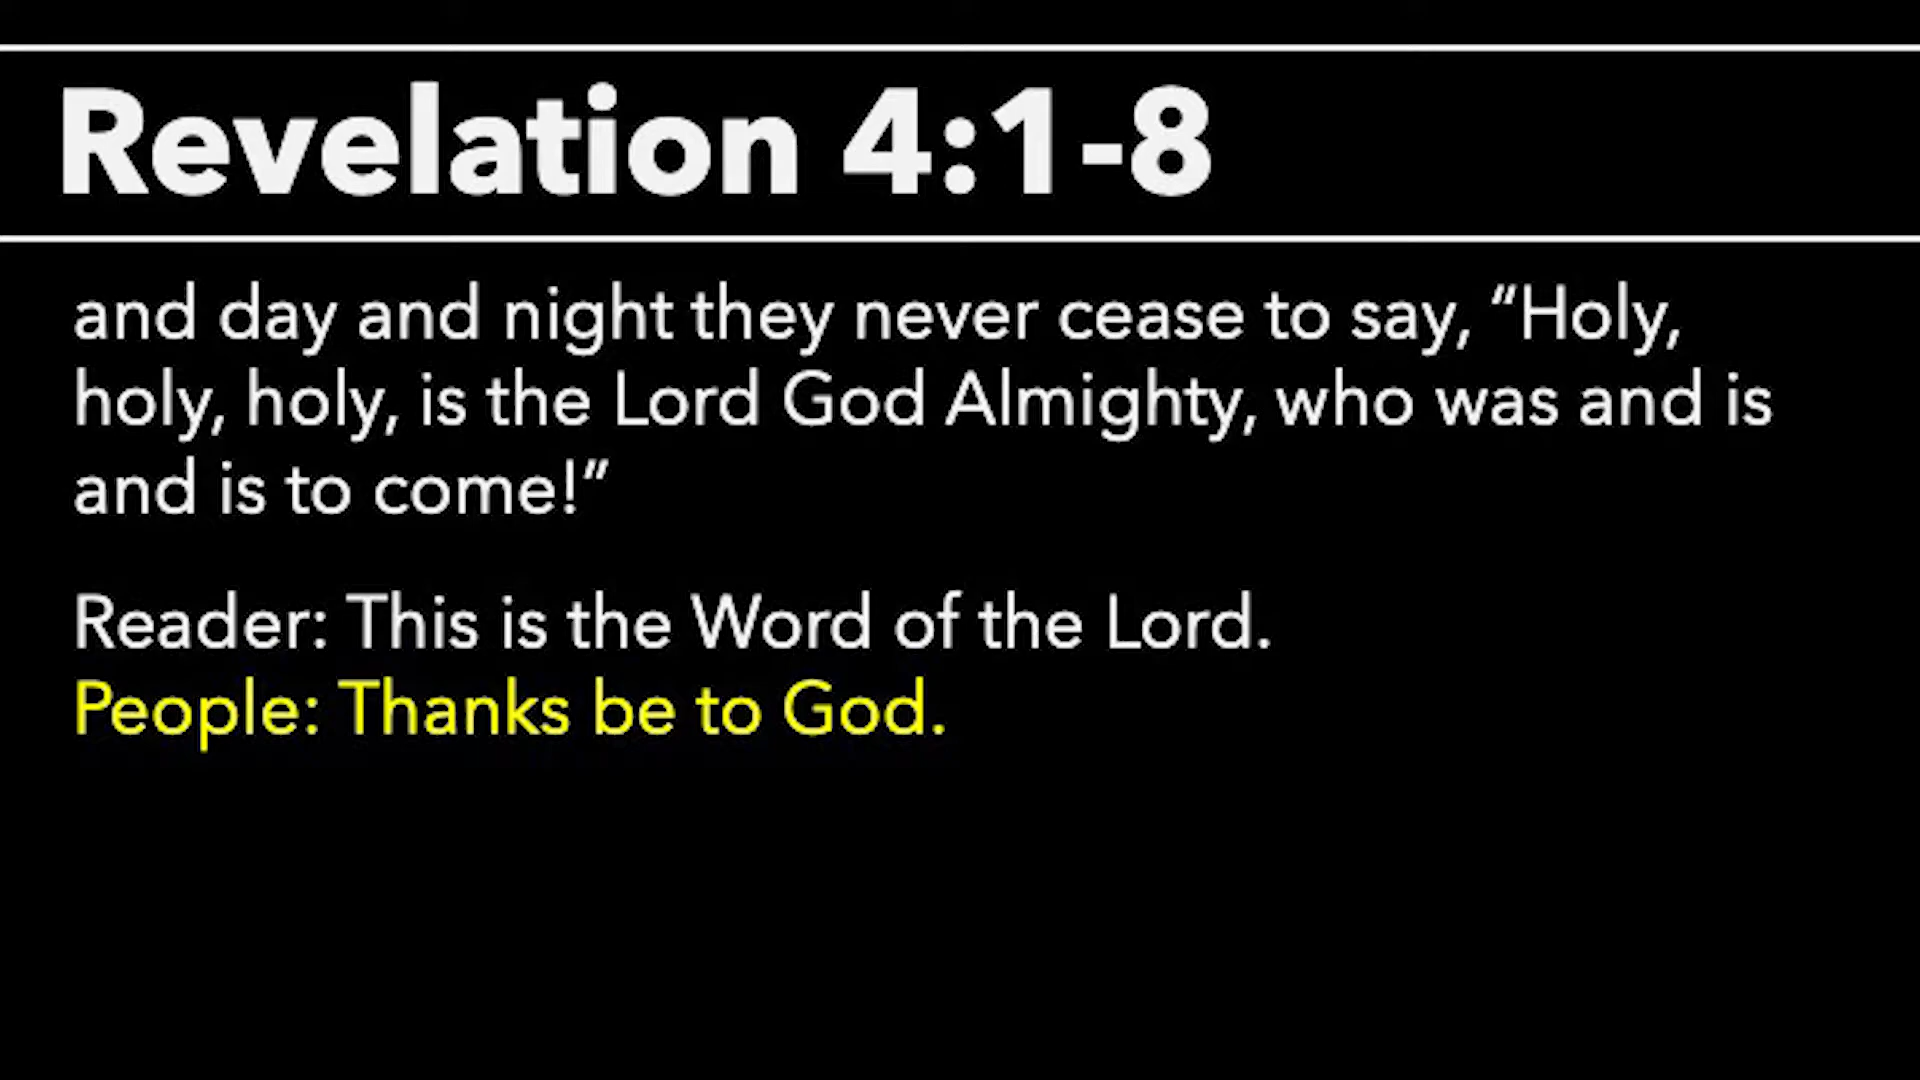 Revelation 4:1-8
and day and night they never cease to say, “Holy,
holy, holy, is the Lord God Almighty, who was and is
and is to come!”
Reader: This is the Word of the Lord.
People: Thanks be to God.